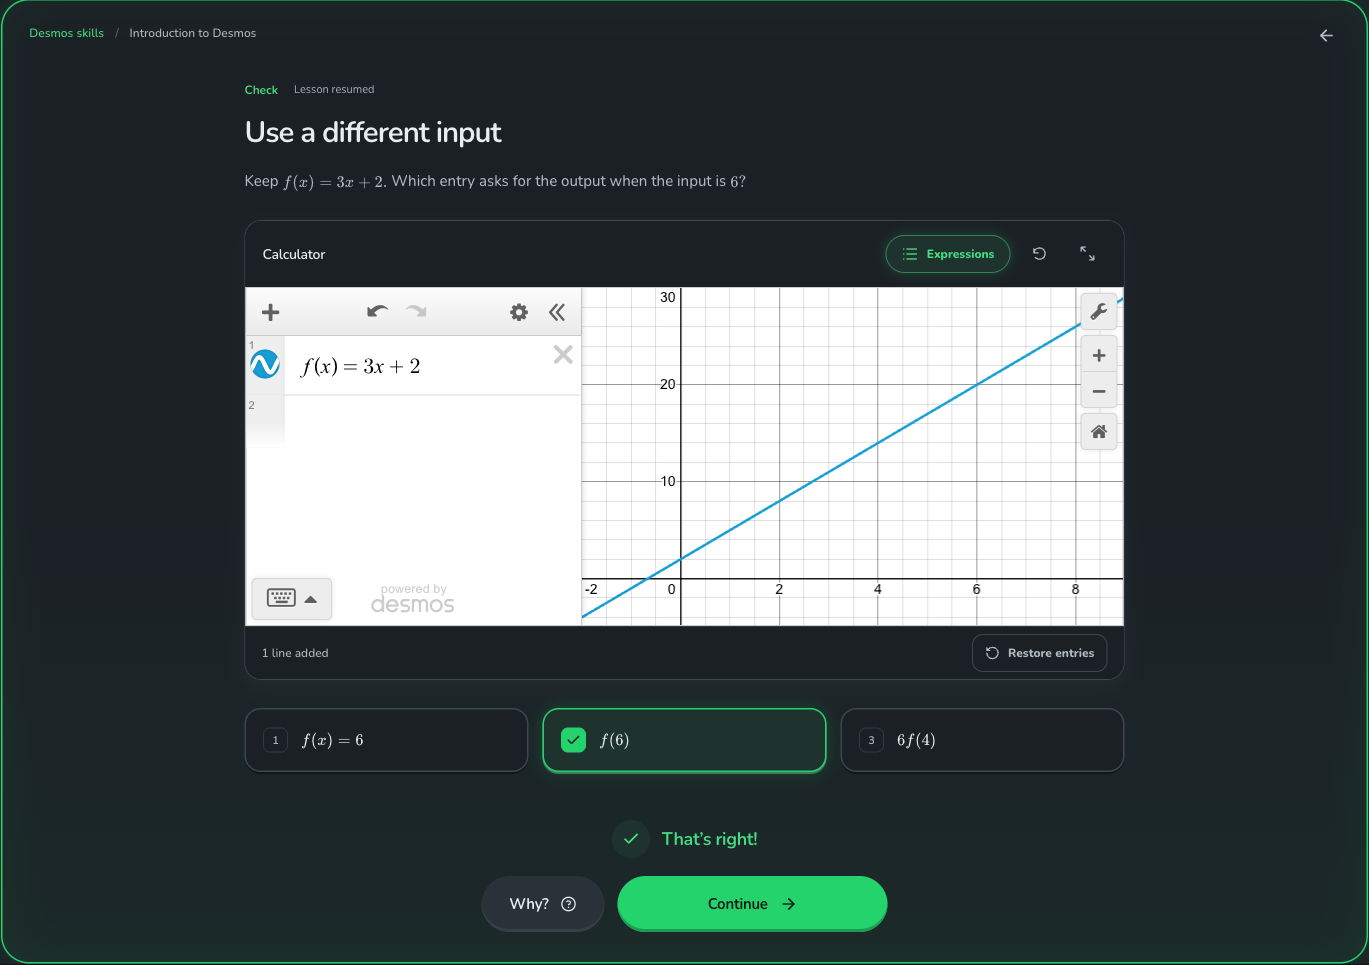 Desmos skills / Introduction to Desmos
Check Lesson resumed
Use a different input
Keep f(x) = 3x + 2. Which entry asks for the output when the input is 6?
Calculator
Expressions
1
f(x) = 3x + 2
2
powered by
desmos
30
20
10
-2 0 2 4 6 8
1 line added
Restore entries
1 f(x) = 6
f(6)
3 6f(4)
That's right!
Why?
Continue